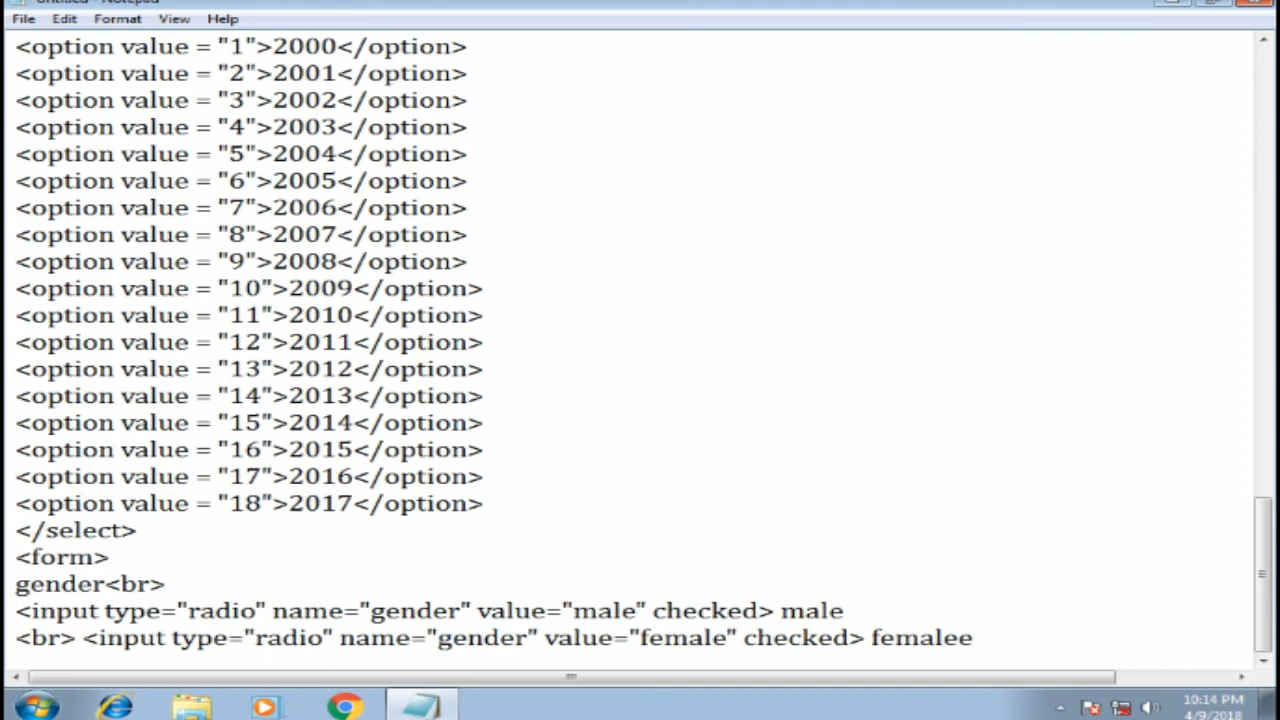 Untitled - Notepad
File Edit Format View Help
<option value = "1">2000</option>
<option value = "2">2001</option>
<option value = "3">2002</option>
<option value = "4">2003</option>
<option value = "5">2004</option>
<option value = "6">2005</option>
<option value = "7">2006</option>
<option value = "8">2007</option>
<option value = "9">2008</option>
<option value = "10">2009</option>
<option value = "11">2010</option>
<option value = "12">2011</option>
<option value = "13">2012</option>
<option value = "14">2013</option>
<option value = "15">2014</option>
<option value = "16">2015</option>
<option value = "17">2016</option>
<option value = "18">2017</option>
</select>
<form>
gender<br>
<input type="radio" name="gender" value="male" checked> male
<br> <input type="radio" name="gender" value="female" checked> femalee
10:14 PM
4/9/2018